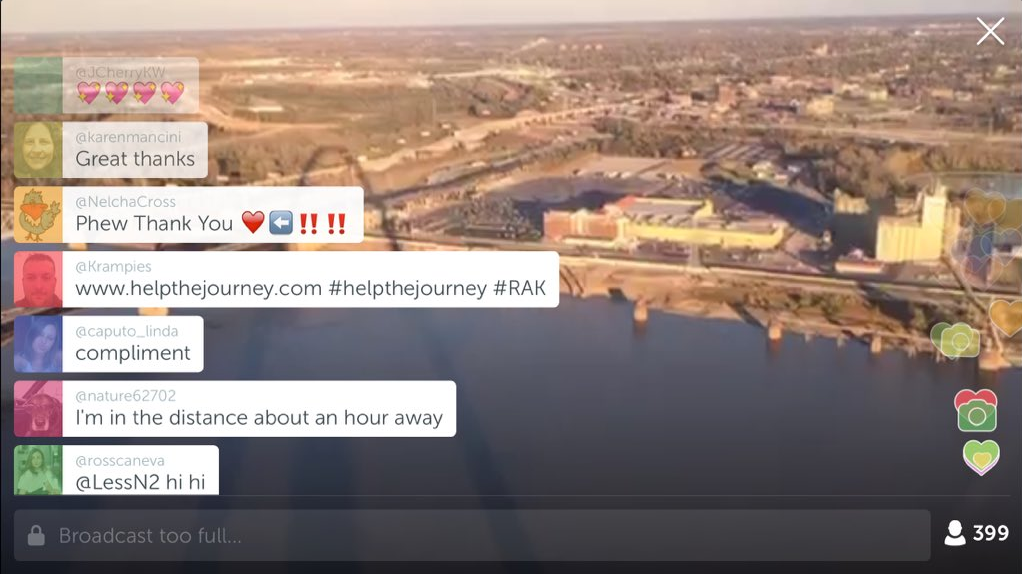 @JCherryKW
💖💖💖💖
@karenmancini
Great thanks
@NelchaCross
Phew Thank You ❤️⬅️‼️‼️
@Krampies
www.helpthejourney.com #helpthejourney #RAK
@caputo_linda
compliment
@nature62702
I'm in the distance about an hour away
@rosscaneva
@LessN2 hi hi
Broadcast too full...
399